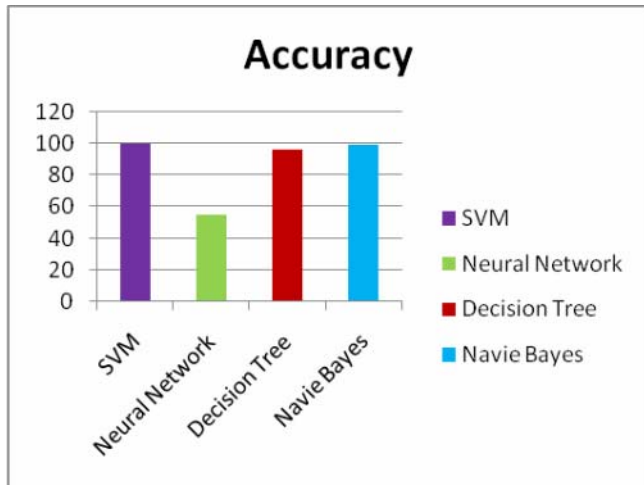 Accuracy
120
100
80
60
40
20
0
SVM
Neural Network
Decision Tree
Navie Bayes
SVM
Neural Network
Decision Tree
Navie Bayes